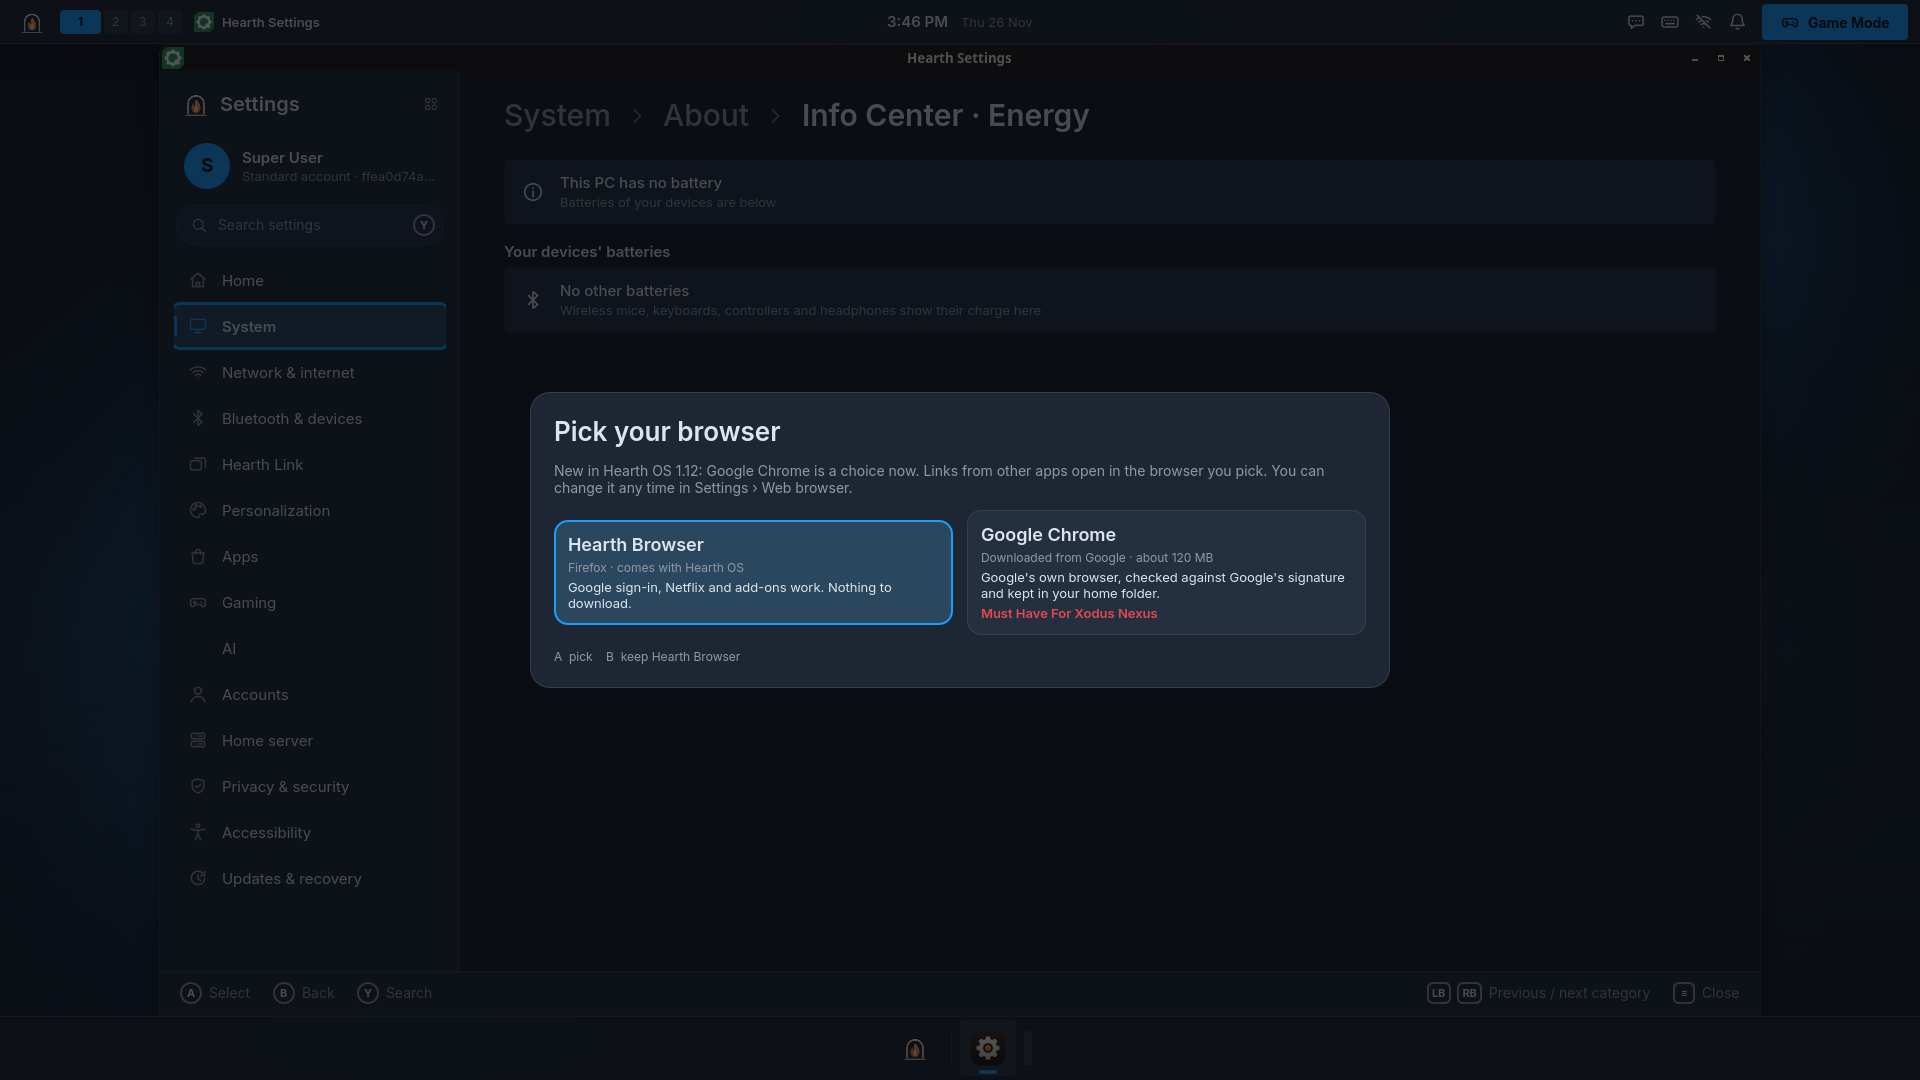 1 2 3 4 Hearth Settings
3:46 PM Thu 26 Nov
Game Mode
Hearth Settings
Settings
S
Super User
Standard account · ffea0d74a...
Search settings Y
Home
System
Network & internet
Bluetooth & devices
Hearth Link
Personalization
Apps
Gaming
AI
Accounts
Home server
Privacy & security
Accessibility
Updates & recovery
System > About > Info Center · Energy
This PC has no battery
Batteries of your devices are below
Your devices' batteries
No other batteries
Wireless mice, keyboards, controllers and headphones show their charge here
Pick your browser
New in Hearth OS 1.12: Google Chrome is a choice now. Links from other apps open in the browser you pick. You can
change it any time in Settings › Web browser.
Hearth Browser
Firefox · comes with Hearth OS
Google sign-in, Netflix and add-ons work. Nothing to
download.
Google Chrome
Downloaded from Google · about 120 MB
Google's own browser, checked against Google's signature
and kept in your home folder.
Must Have For Xodus Nexus
A pick B keep Hearth Browser
A Select B Back Y Search
LB RB Previous / next category ≡ Close